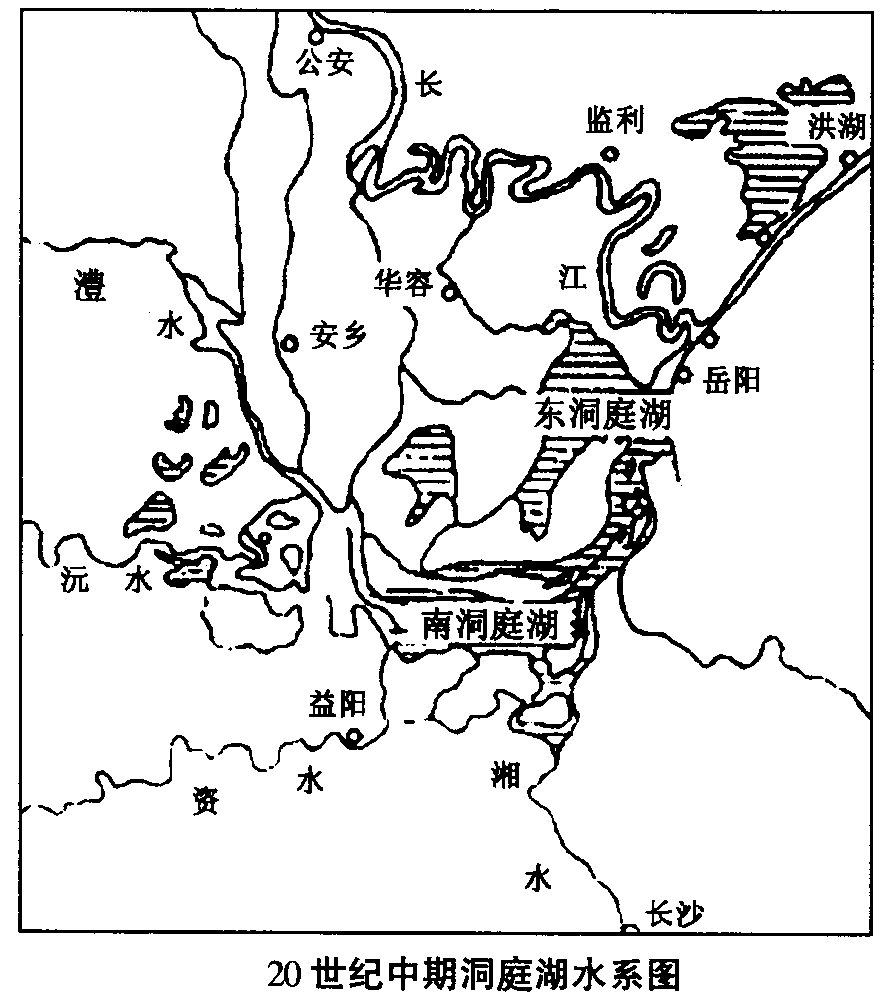 公安
长
监利
洪湖
澧
水
华容
江
安乡
岳阳
东洞庭湖
沅 水
南洞庭湖
益阳
资 水
湘
水
长沙
20世纪中期洞庭湖水系图